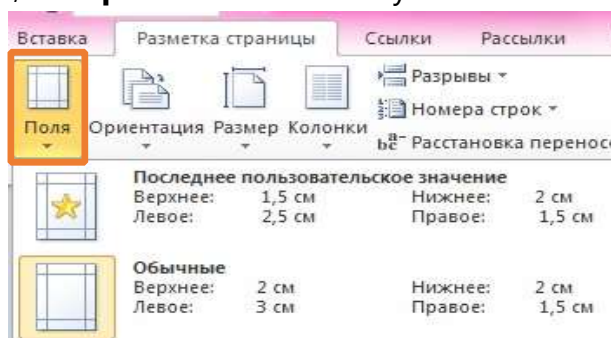 Вставка Разметка страницы Ссылки Рассылки
Разрывы
Номера строк
Поля Ориентация Размер Колонки
Расстановка перенос
Последнее пользовательское значение
Верхнее: 1,5 см Нижнее: 2 см
Левое: 2,5 см Правое: 1,5 см
Обычные
Верхнее: 2 см Нижнее: 2 см
Левое: 3 см Правое: 1,5 см